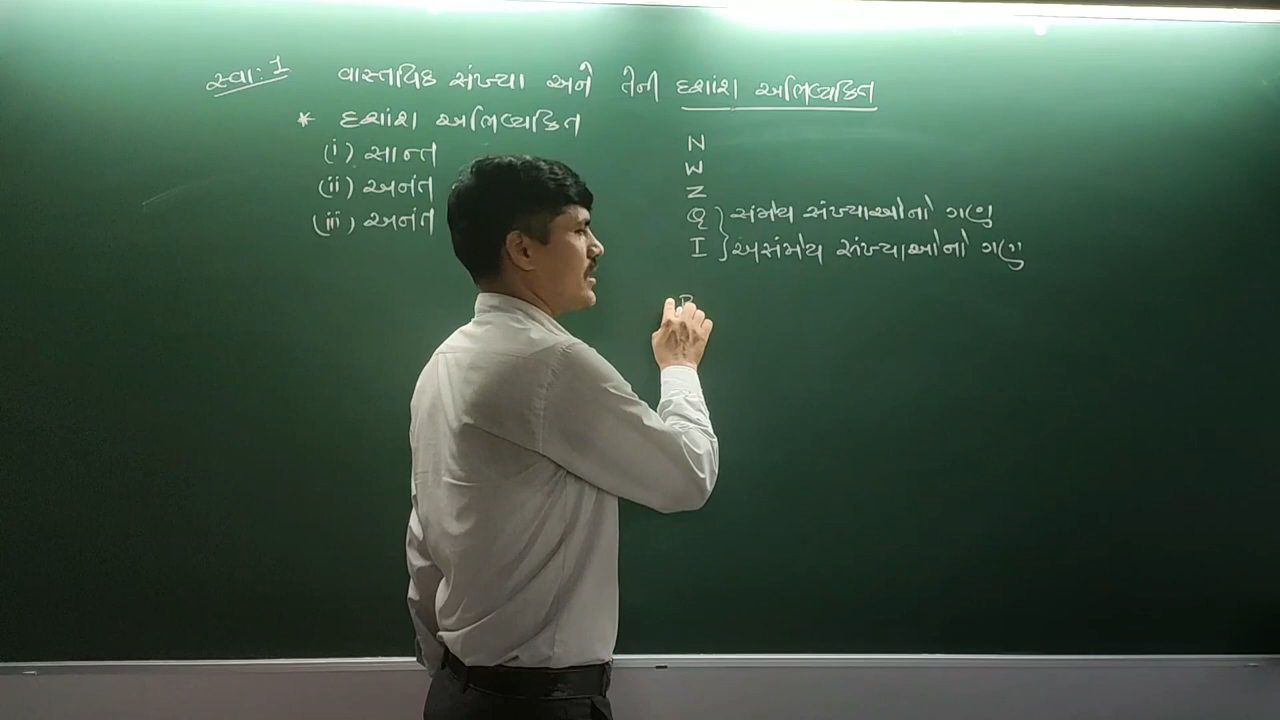 સ્વા: 1 વાસ્તવિક સંખ્યા અને તેની દશાંશ અભિવ્યક્તિ
* દશાંશ અભિવ્યક્તિ
(i) સાન્ત
(ii) અનંત
(iii) અનંત
N
W
Z
Q } સંમેય સંખ્યાઓનો ગણ
I } અસંમેય સંખ્યાઓનો ગણ